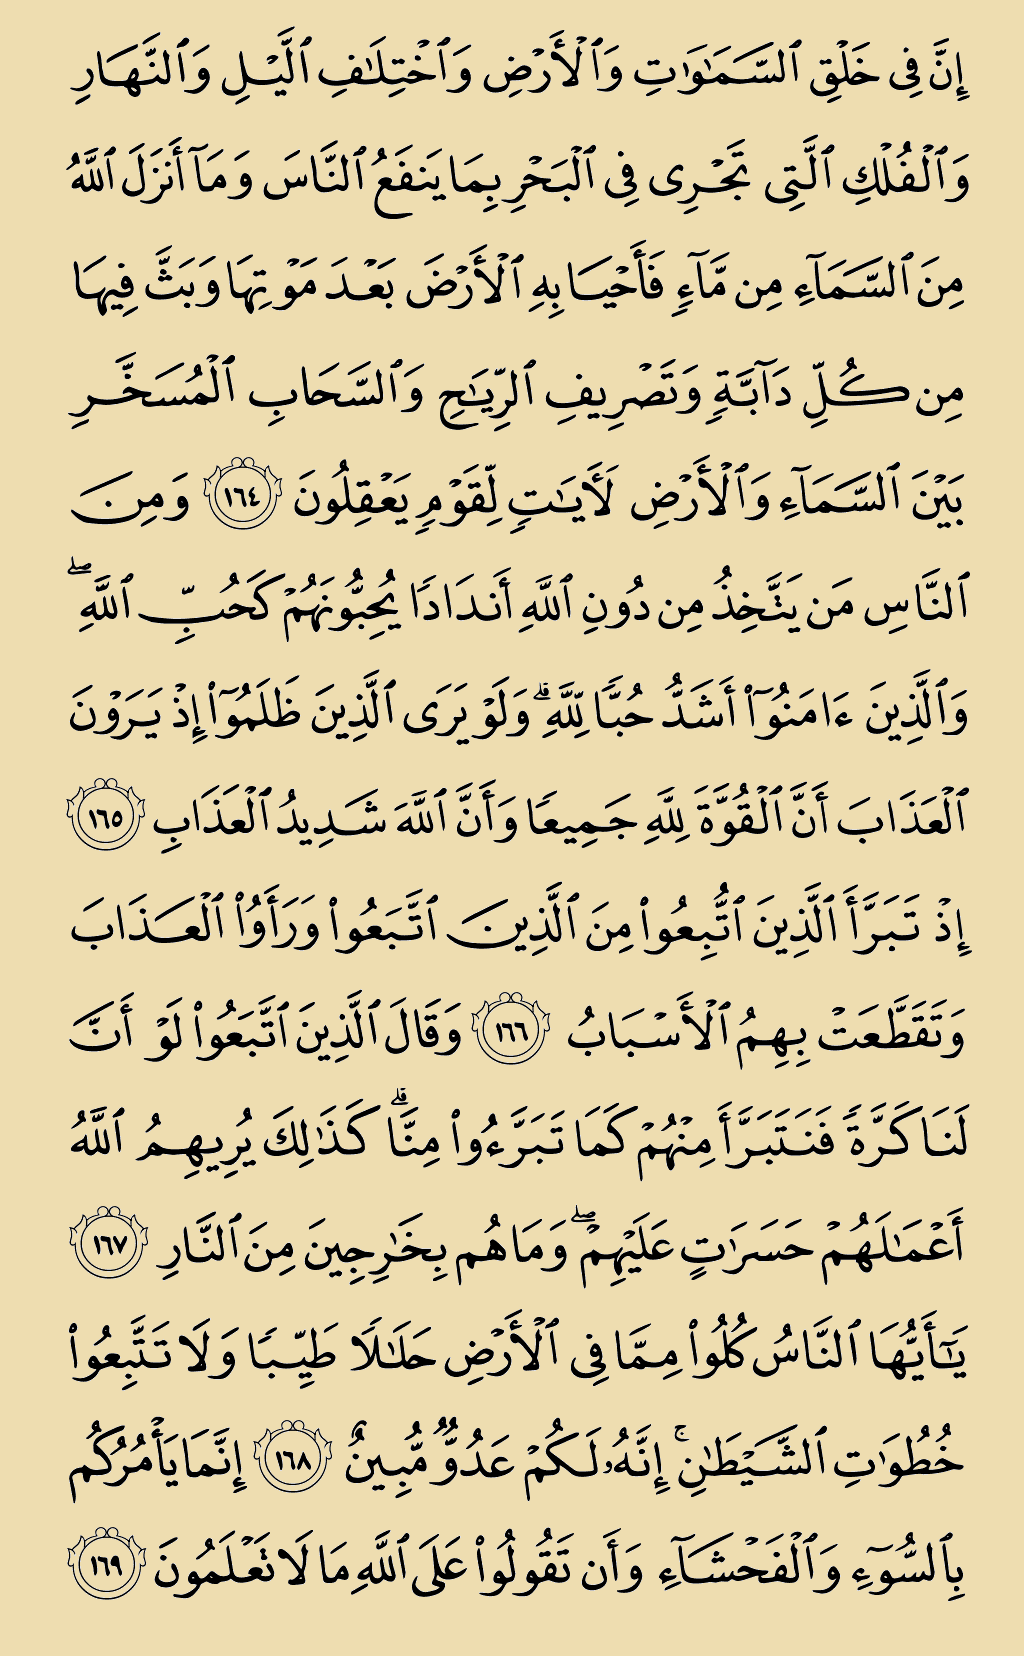 إِنَّ فِى خَلْقِ ٱلسَّمَـٰوَٰتِ وَٱلْأَرْضِ وَٱخْتِلَـٰفِ ٱلَّيْلِ وَٱلنَّهَارِ
وَٱلْفُلْكِ ٱلَّتِى تَجْرِى فِى ٱلْبَحْرِ بِمَا يَنفَعُ ٱلنَّاسَ وَمَآ أَنزَلَ ٱللَّهُ
مِنَ ٱلسَّمَآءِ مِن مَّآءٍ فَأَحْيَا بِهِ ٱلْأَرْضَ بَعْدَ مَوْتِهَا وَبَثَّ فِيهَا
مِن كُلِّ دَآبَّةٍ وَتَصْرِيفِ ٱلرِّيَـٰحِ وَٱلسَّحَابِ ٱلْمُسَخَّرِ
بَيْنَ ٱلسَّمَآءِ وَٱلْأَرْضِ لَـَٔايَـٰتٍ لِّقَوْمٍ يَعْقِلُونَ ١٦٤ وَمِنَ
ٱلنَّاسِ مَن يَتَّخِذُ مِن دُونِ ٱللَّهِ أَندَادًا يُحِبُّونَهُمْ كَحُبِّ ٱللَّهِ ۖ
وَٱلَّذِينَ ءَامَنُوٓا۟ أَشَدُّ حُبًّا لِّلَّهِ ۗ وَلَوْ يَرَى ٱلَّذِينَ ظَلَمُوٓا۟ إِذْ يَرَوْنَ
ٱلْعَذَابَ أَنَّ ٱلْقُوَّةَ لِلَّهِ جَمِيعًا وَأَنَّ ٱللَّهَ شَدِيدُ ٱلْعَذَابِ ١٦٥
إِذْ تَبَرَّأَ ٱلَّذِينَ ٱتُّبِعُوا۟ مِنَ ٱلَّذِينَ ٱتَّبَعُوا۟ وَرَأَوُا۟ ٱلْعَذَابَ
وَتَقَطَّعَتْ بِهِمُ ٱلْأَسْبَابُ ١٦٦ وَقَالَ ٱلَّذِينَ ٱتَّبَعُوا۟ لَوْ أَنَّ
لَنَا كَرَّةً فَنَتَبَرَّأَ مِنْهُمْ كَمَا تَبَرَّءُوا۟ مِنَّا ۗ كَذَٰلِكَ يُرِيهِمُ ٱللَّهُ
أَعْمَـٰلَهُمْ حَسَرَٰتٍ عَلَيْهِمْ ۖ وَمَا هُم بِخَـٰرِجِينَ مِنَ ٱلنَّارِ ١٦٧
يَـٰٓأَيُّهَا ٱلنَّاسُ كُلُوا۟ مِمَّا فِى ٱلْأَرْضِ حَلَـٰلًا طَيِّبًا وَلَا تَتَّبِعُوا۟
خُطُوَٰتِ ٱلشَّيْطَـٰنِ ۚ إِنَّهُۥ لَكُمْ عَدُوٌّ مُّبِينٌ ١٦٨ إِنَّمَا يَأْمُرُكُم
بِٱلسُّوٓءِ وَٱلْفَحْشَآءِ وَأَن تَقُولُوا۟ عَلَى ٱللَّهِ مَا لَا تَعْلَمُونَ ١٦٩